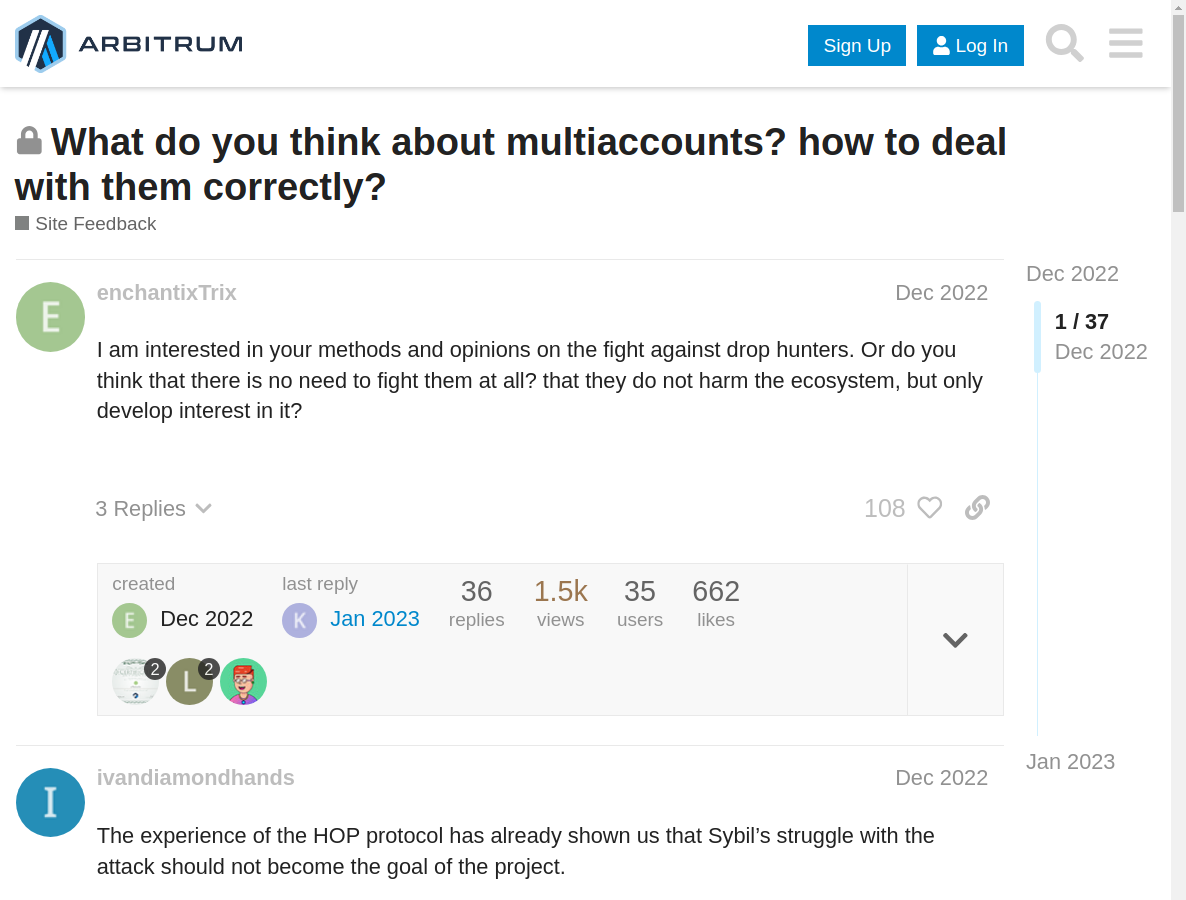 ARBITRUM
Sign Up
Log In
What do you think about multiaccounts? how to deal
with them correctly?
Site Feedback
E
enchantixTrix
Dec 2022
I am interested in your methods and opinions on the fight against drop hunters. Or do you
think that there is no need to fight them at all? that they do not harm the ecosystem, but only
develop interest in it?
3 Replies
108
created
last reply
36
1.5k
35
662
E
Dec 2022
K
Jan 2023
replies
views
users
likes
2
L
2
Dec 2022
1 / 37
Dec 2022
Jan 2023
I
ivandiamondhands
Dec 2022
The experience of the HOP protocol has already shown us that Sybil’s struggle with the
attack should not become the goal of the project.